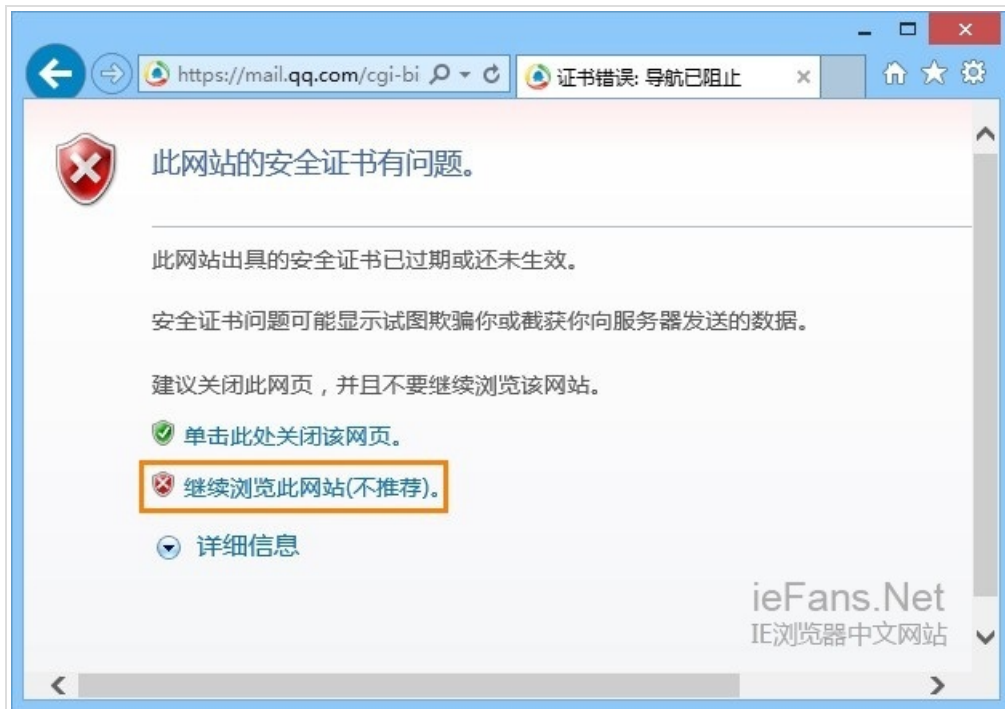 https://mail.qq.com/cgi-bi
证书错误: 导航已阻止
此网站的安全证书有问题。
此网站出具的安全证书已过期或还未生效。
安全证书问题可能显示试图欺骗你或截获你向服务器发送的数据。
建议关闭此网页，并且不要继续浏览该网站。
单击此处关闭该网页。
继续浏览此网站(不推荐)。
详细信息
ieFans.Net
IE浏览器中文网站